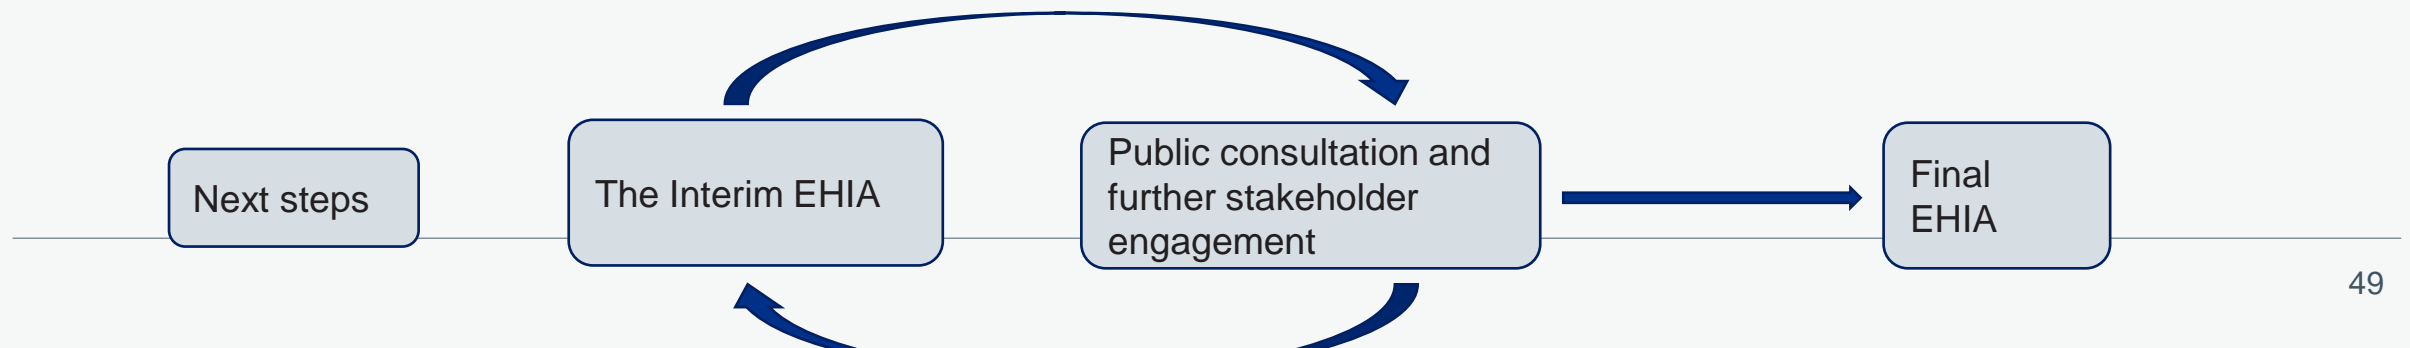 Next steps
The Interim EHIA
Public consultation and
further stakeholder
engagement
Final
EHIA
49